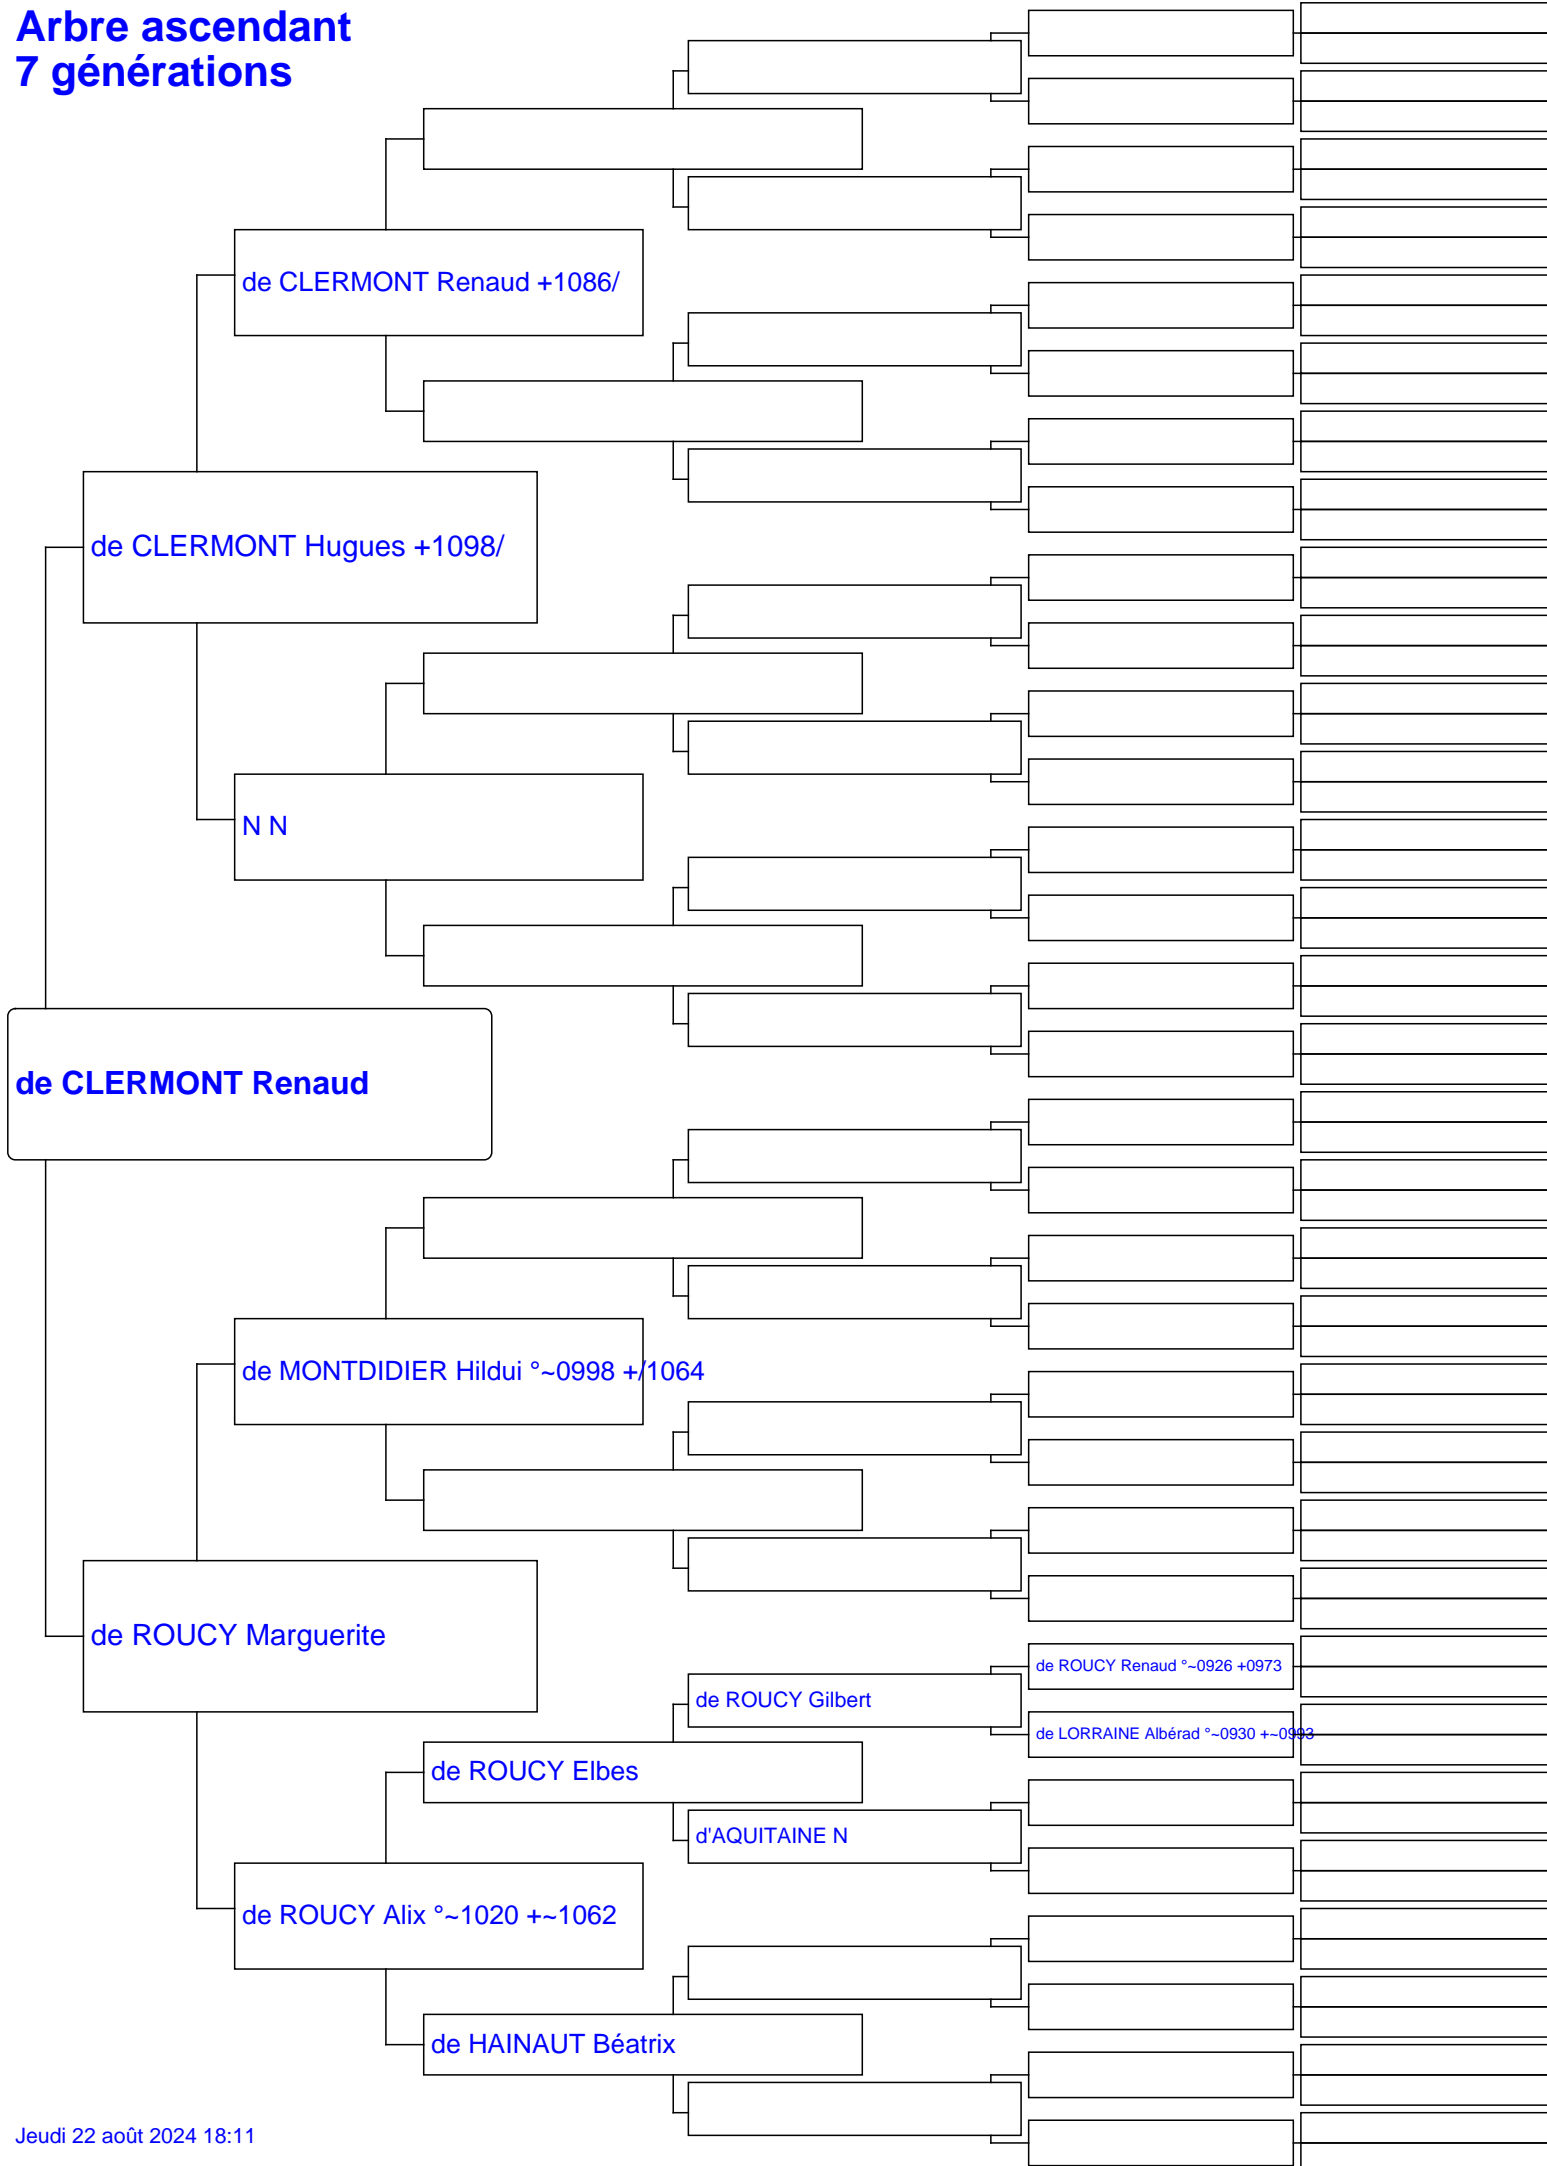 Arbre ascendant
7 générations
de CLERMONT Renaud +1086/
de CLERMONT Hugues +1098/
N N
de CLERMONT Renaud
de MONTDIDIER Hildui °~0998 +/1064
de ROUCY Marguerite
de ROUCY Renaud °~0926 +0973
de ROUCY Gilbert
de LORRAINE Albérad °~0930 +~0993
de ROUCY Elbes
d'AQUITAINE N
de ROUCY Alix °~1020 +~1062
de HAINAUT Béatrix
Jeudi 22 août 2024 18:11